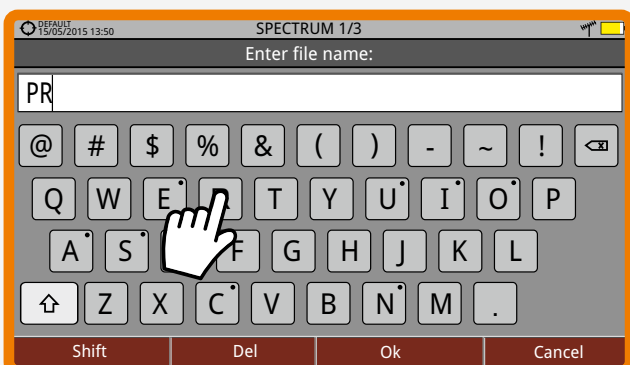 DEFAULT
15/05/2015 13:50
SPECTRUM 1/3
Enter file name:
PR
@ # $ % & ( ) - ~ !
Q W E T Y U I O P
A S F G H J K L
Z X C V B N M .
Shift Del Ok Cancel